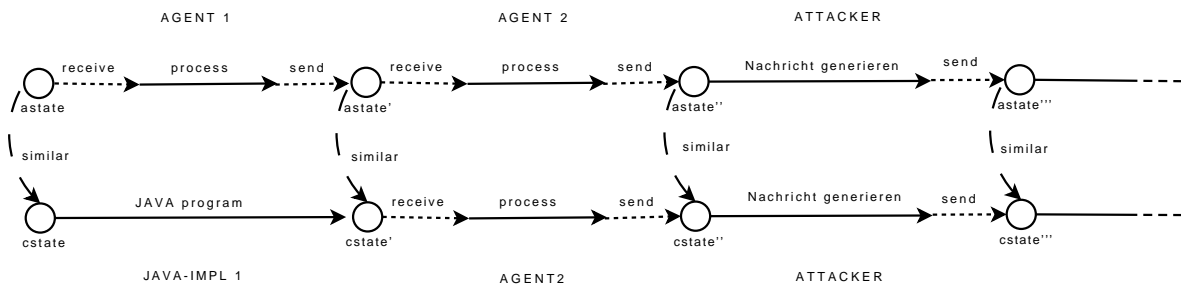 AGENT 1 AGENT 2 ATTACKER
receive process send receive process send Nachricht generieren send
astate astate' astate'' astate'''
similar similar similar similar
JAVA program receive process send Nachricht generieren send
cstate cstate' cstate'' cstate'''
JAVA-IMPL 1 AGENT2 ATTACKER